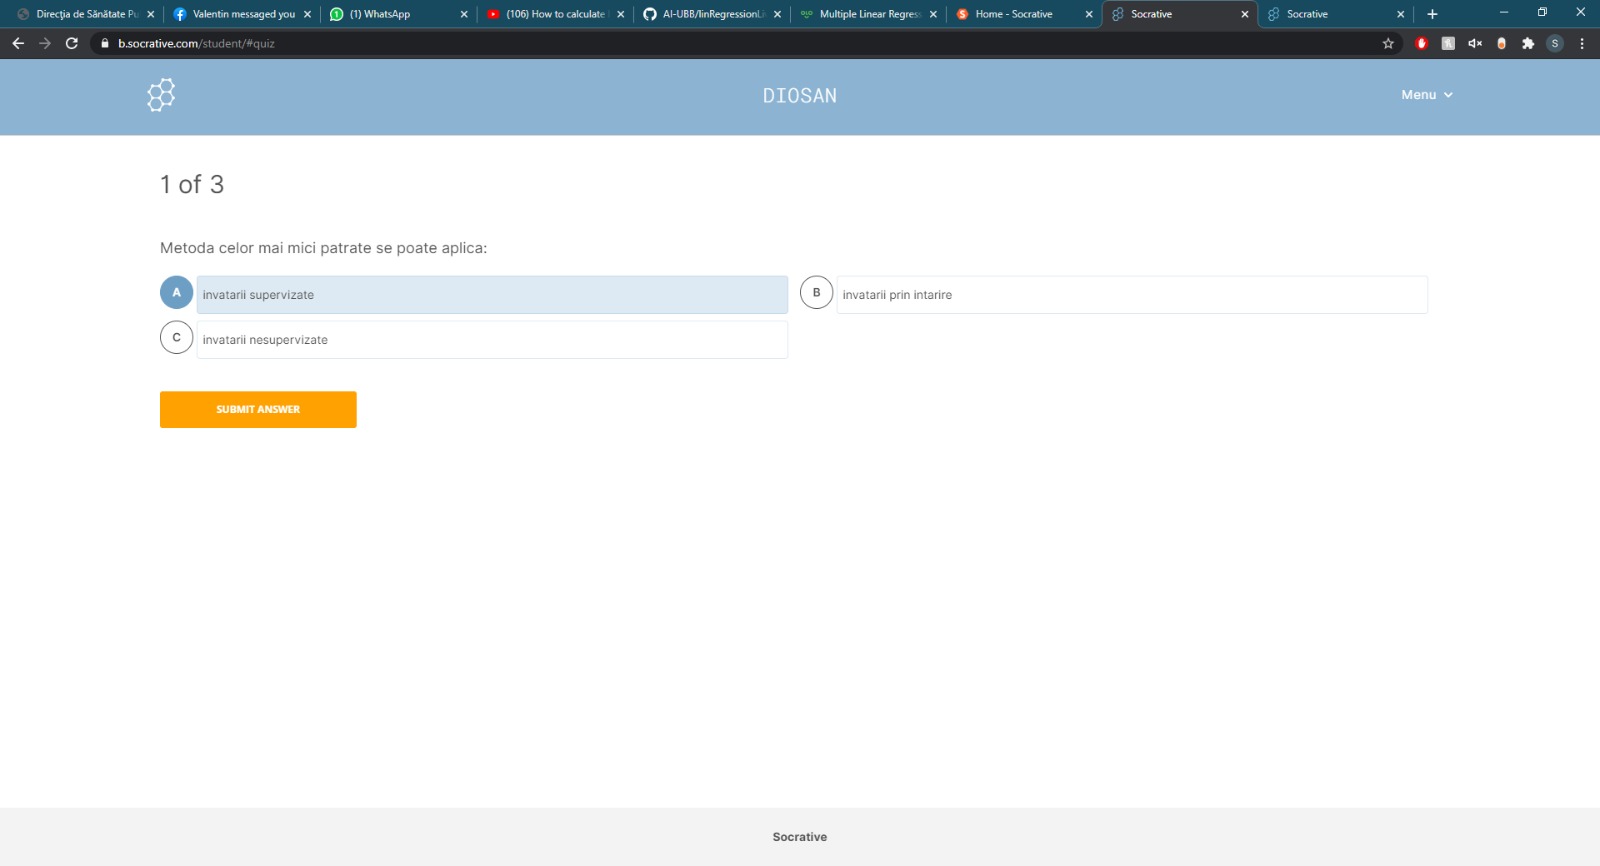 Direcţia de Sănătate Pu
Valentin messaged you
(1) WhatsApp
(106) How to calculate
AI-UBB/linRegressionLi
Multiple Linear Regress
Home - Socrative
Socrative
Socrative
b.socrative.com/student/#quiz
S
DIOSAN
Menu
1 of 3
Metoda celor mai mici patrate se poate aplica:
A
invatarii supervizate
B
invatarii prin intarire
C
invatarii nesupervizate
SUBMIT ANSWER
Socrative